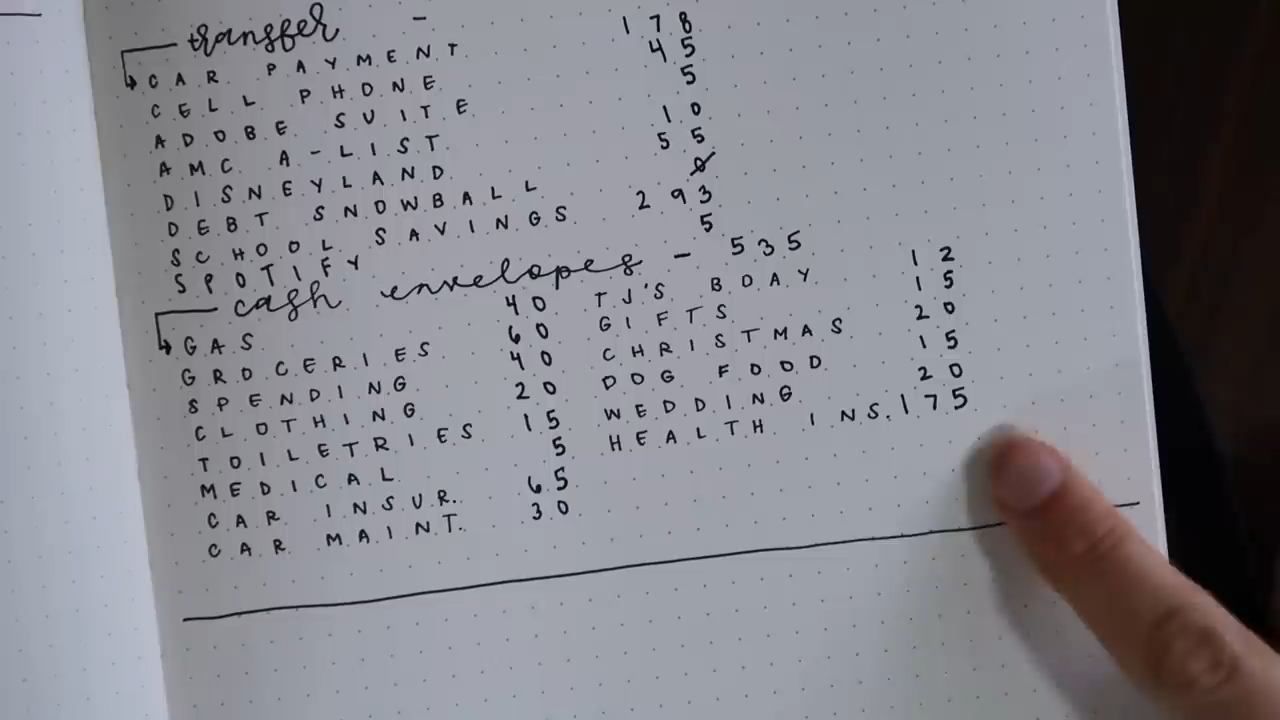 transfer -
CAR PAYMENT 178
CELL PHONE 45
ADOBE SUITE 5
AMC A-LIST 10
DISNEYLAND 55
DEBT SNOWBALL 0
SCHOOL SAVINGS 293
SPOTIFY 5
cash envelopes - 535
GAS 40 TJ'S BDAY 12
GROCERIES 60 GIFTS 15
SPENDING 40 CHRISTMAS 20
CLOTHING 20 DOG FOOD 15
TOILETRIES 15 WEDDING 20
MEDICAL 5 HEALTH INS. 175
CAR INSUR. 65
CAR MAINT. 30